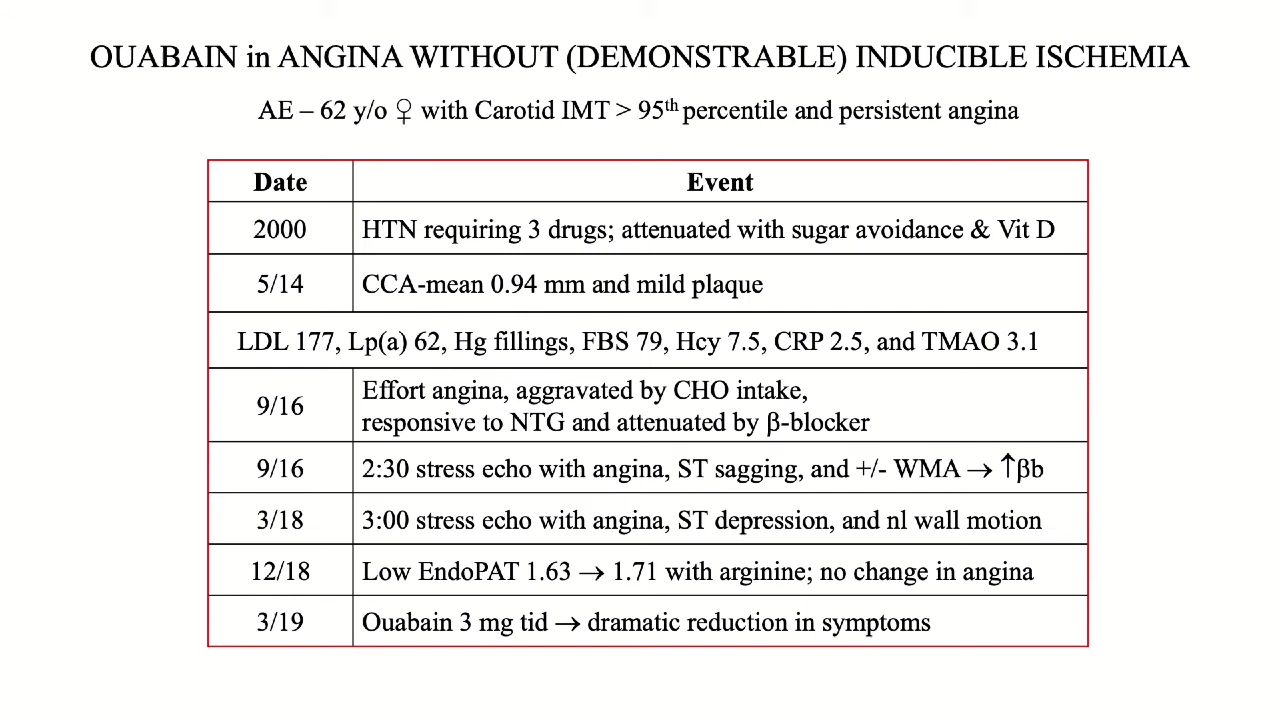 OUABAIN in ANGINA WITHOUT (DEMONSTRABLE) INDUCIBLE ISCHEMIA
AE – 62 y/o ♀ with Carotid IMT > 95th percentile and persistent angina
Date Event
2000 HTN requiring 3 drugs; attenuated with sugar avoidance & Vit D
5/14 CCA-mean 0.94 mm and mild plaque
LDL 177, Lp(a) 62, Hg fillings, FBS 79, Hcy 7.5, CRP 2.5, and TMAO 3.1
9/16 Effort angina, aggravated by CHO intake,
responsive to NTG and attenuated by β-blocker
9/16 2:30 stress echo with angina, ST sagging, and +/- WMA → ↑βb
3/18 3:00 stress echo with angina, ST depression, and nl wall motion
12/18 Low EndoPAT 1.63 → 1.71 with arginine; no change in angina
3/19 Ouabain 3 mg tid → dramatic reduction in symptoms